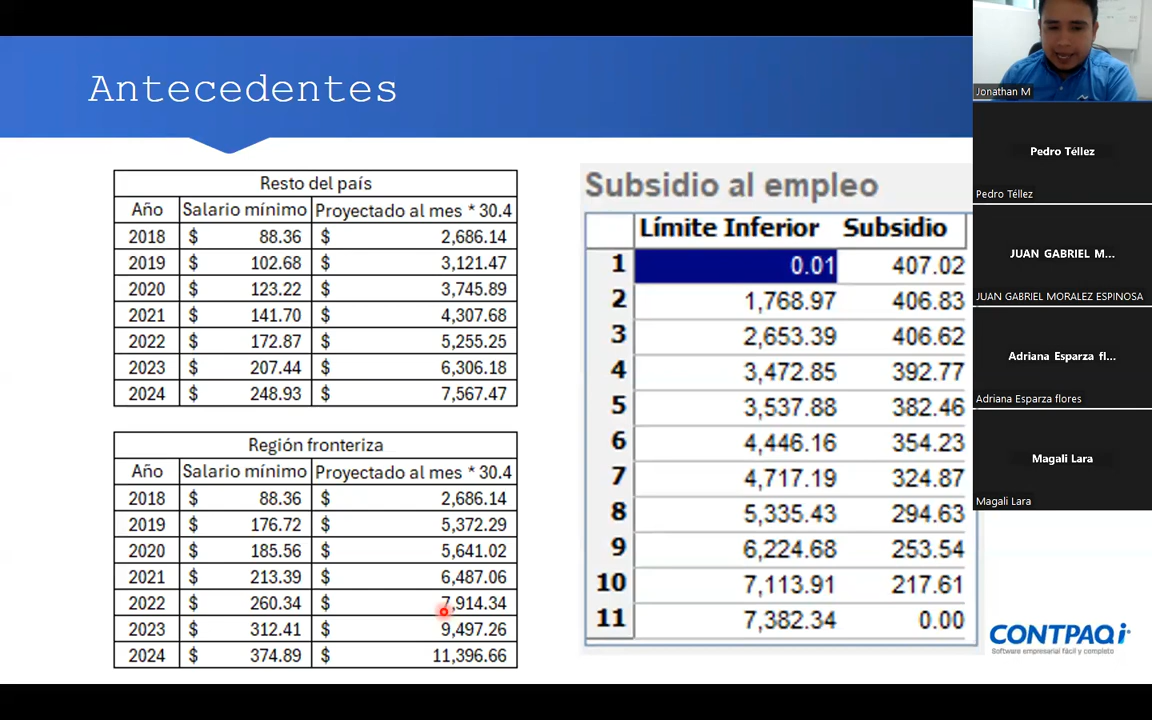 Antecedentes
Resto del país
Año Salario mínimo Proyectado al mes * 30.4
2018 $ 88.36 $ 2,686.14
2019 $ 102.68 $ 3,121.47
2020 $ 123.22 $ 3,745.89
2021 $ 141.70 $ 4,307.68
2022 $ 172.87 $ 5,255.25
2023 $ 207.44 $ 6,306.18
2024 $ 248.93 $ 7,567.47
Región fronteriza
Año Salario mínimo Proyectado al mes * 30.4
2018 $ 88.36 $ 2,686.14
2019 $ 176.72 $ 5,372.29
2020 $ 185.56 $ 5,641.02
2021 $ 213.39 $ 6,487.06
2022 $ 260.34 $ 7,914.34
2023 $ 312.41 $ 9,497.26
2024 $ 374.89 $ 11,396.66
Subsidio al empleo
Límite Inferior Subsidio
1 0.01 407.02
2 1,768.97 406.83
3 2,653.39 406.62
4 3,472.85 392.77
5 3,537.88 382.46
6 4,446.16 354.23
7 4,717.19 324.87
8 5,335.43 294.63
9 6,224.68 253.54
10 7,113.91 217.61
11 7,382.34 0.00
Jonathan M
Pedro Téllez
Pedro Téllez
JUAN GABRIEL M...
JUAN GABRIEL MORALEZ ESPINOSA
Adriana Esparza fl...
Adriana Esparza flores
Magali Lara
Magali Lara
CONTPAQi®
Software empresarial fácil y completo